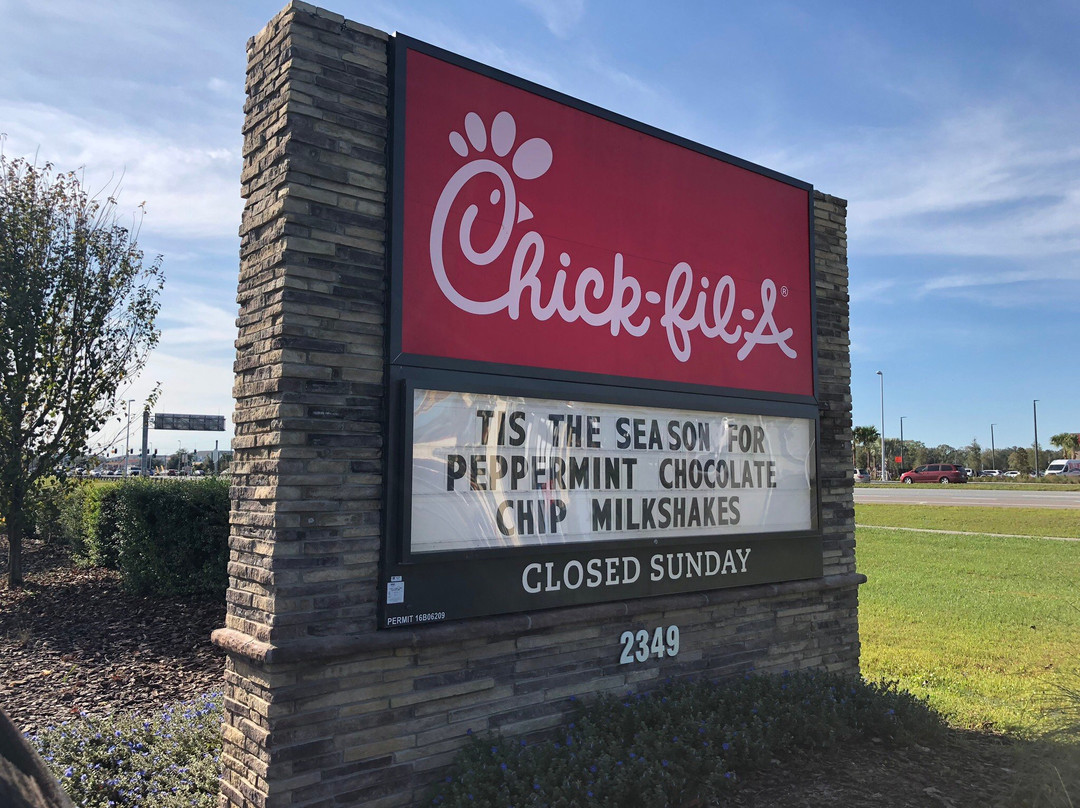 Chick-fil-A®
TIS THE SEASON FOR
PEPPERMINT CHOCOLATE
CHIP MILKSHAKES
CLOSED SUNDAY
PERMIT 16B06209
2349